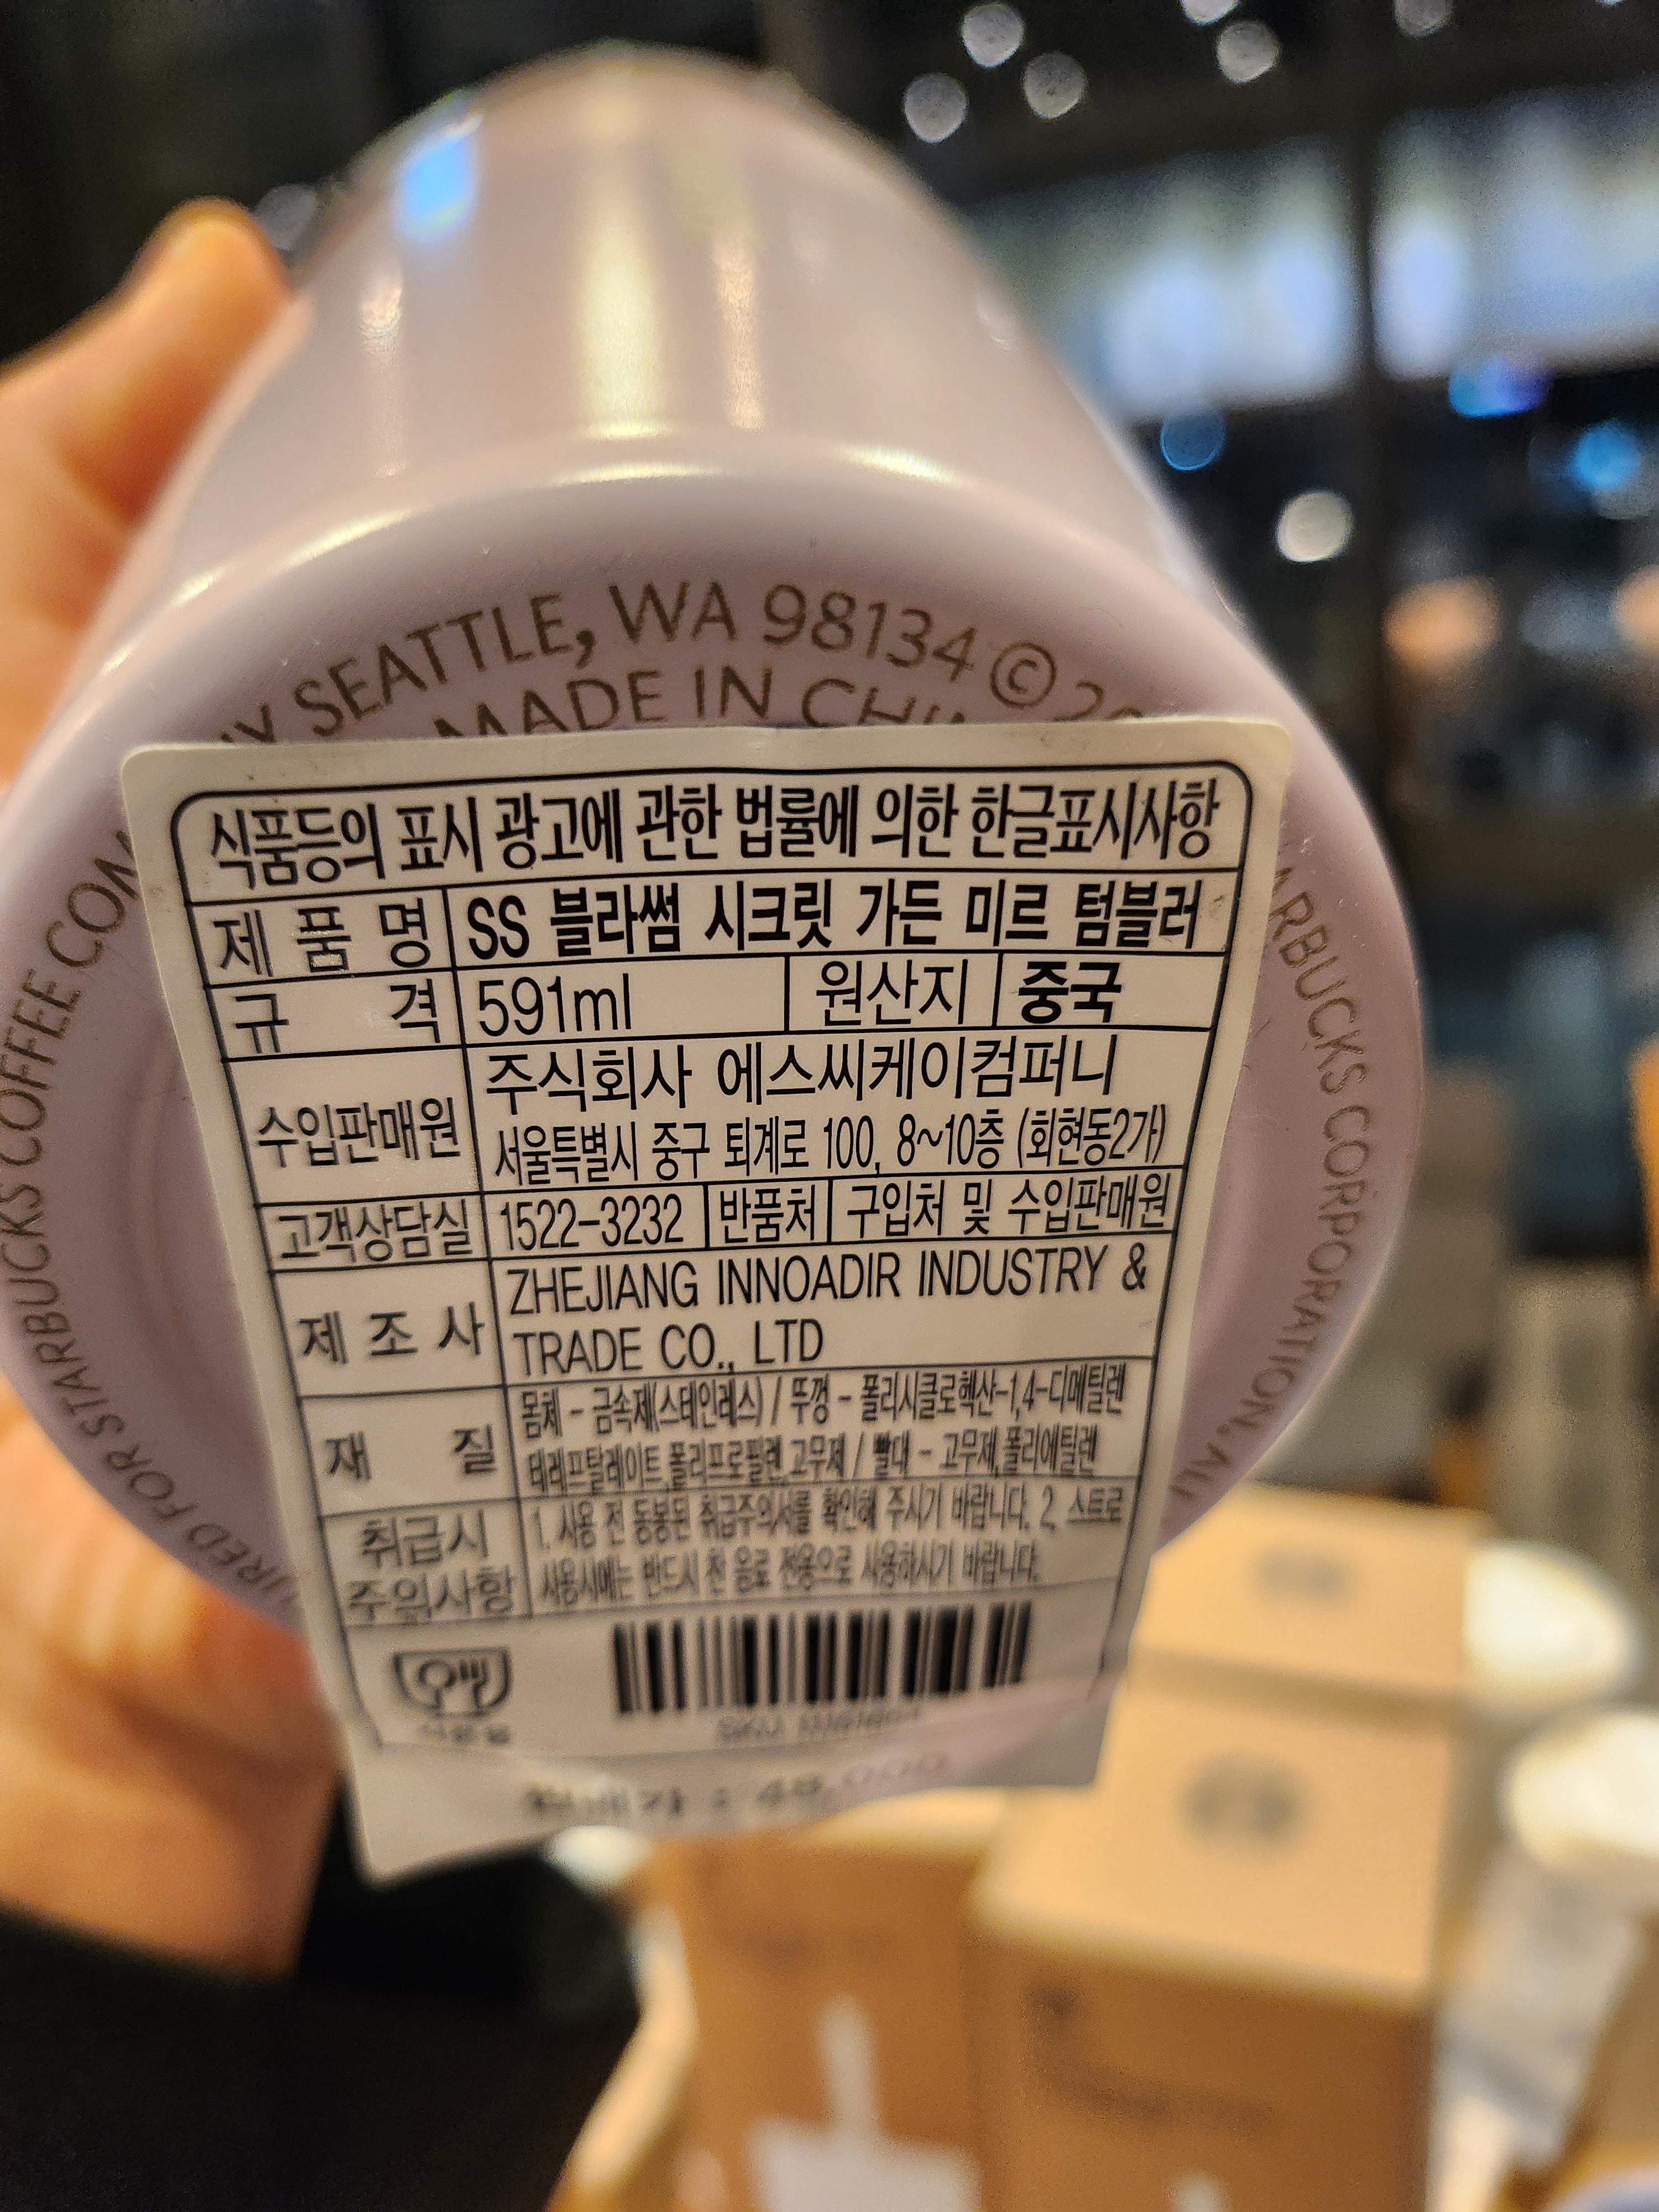 SEATTLE, WA 98134 ©
MADE IN
STARBUCKS COFFEE
FOR
CORPORATION,
식품등의 표시 광고에 관한 법률에 의한 한글표시사항
제 품 명 SS 블라썸 시크릿 가든 미르 텀블러
규 격 591ml 원산지 중국
수입판매원 주식회사 에스씨케이컴퍼니
서울특별시 중구 퇴계로 100, 8~10층 (회현동2가)
고객상담실 1522-3232 반품처 구입처 및 수입판매원
제 조 사 ZHEJIANG INNOADIR INDUSTRY &
TRADE CO., LTD
재 질 몸체 - 금속제(스테인레스) / 뚜껑 - 폴리시클로헥산-1,4-디메틸렌
테레프탈레이트,폴리프로필렌,고무제 / 빨대 - 고무제,폴리에틸렌
취급시 1. 사용 전 동봉된 취급주의서를 확인해 주시기 바랍니다. 2. 스트로
주의사항 사용시에는 반드시 찬 음료 전용으로 사용하시기 바랍니다.
SKU